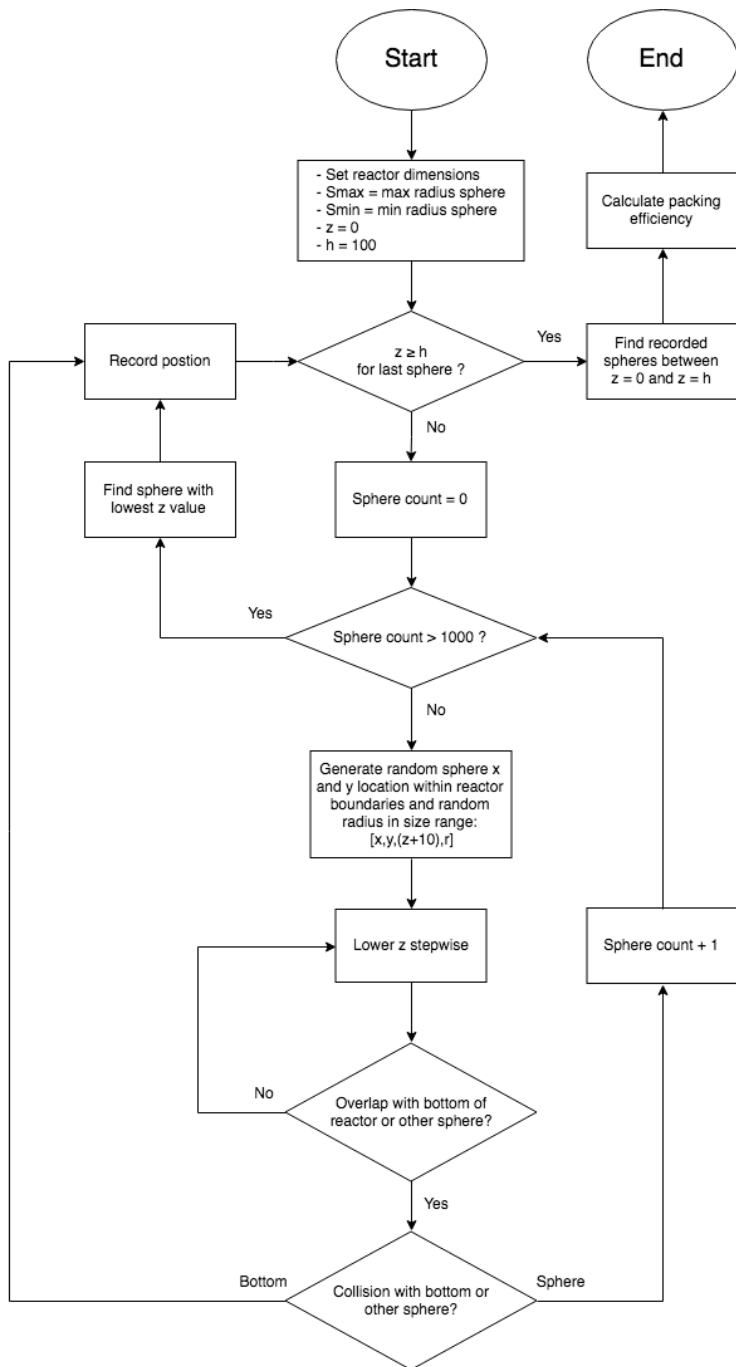 Start
End
- Set reactor dimensions
- Smax = max radius sphere
- Smin = min radius sphere
- z = 0
- h = 100
Calculate packing
efficiency
Record postion
z ≥ h
for last sphere ?
Yes
Find recorded
spheres between
z = 0 and z = h
No
Find sphere with
lowest z value
Sphere count = 0
Yes
Sphere count > 1000 ?
No
Generate random sphere x
and y location within reactor
boundaries and random
radius in size range:
[x,y,(z+10),r]
Lower z stepwise
Sphere count + 1
No
Overlap with bottom of
reactor or other sphere?
Yes
Bottom
Collision with bottom or
other sphere?
Sphere